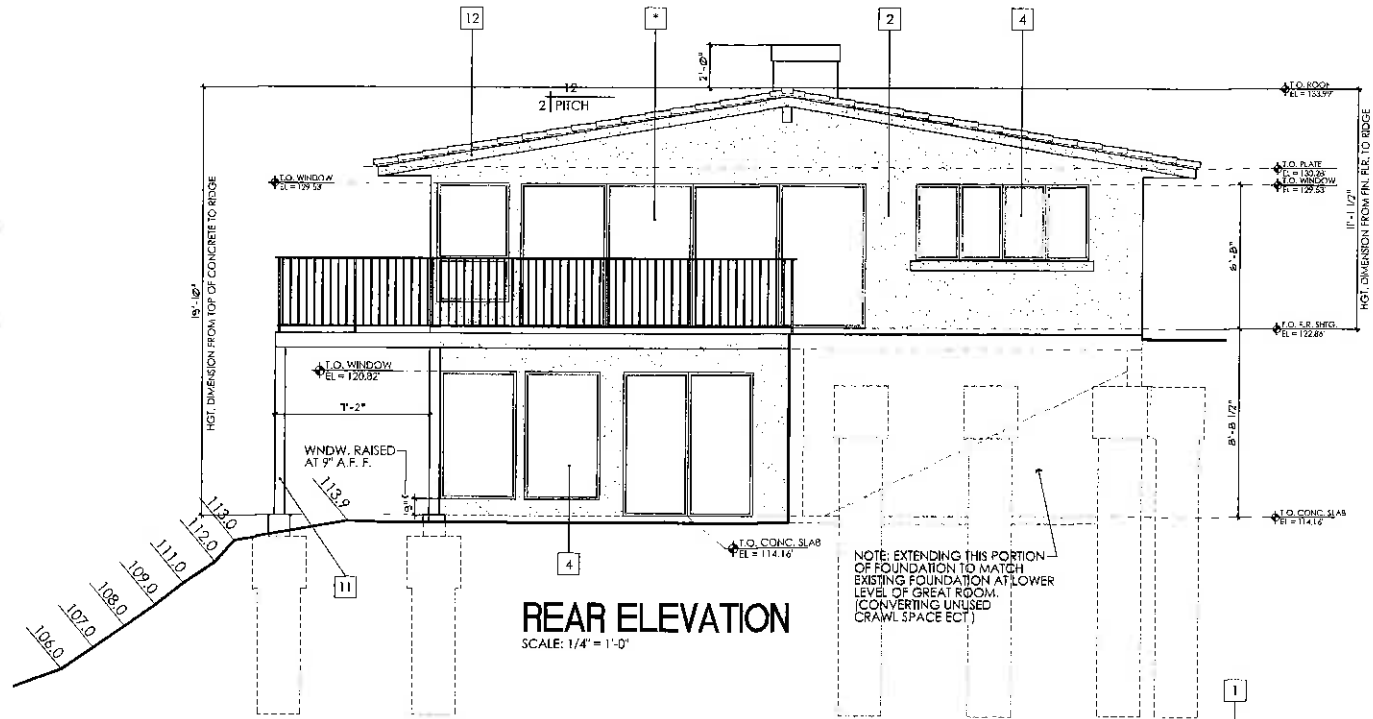 12
*
2
4
2'-0"
12
2 PITCH
T.O. ROOF
EL = 133.99'
T.O. WINDOW
EL = 129.53'
T.O. PLATE
EL = 130.28'
T.O. WINDOW
EL = 129.53'
HGT. DIMENSION FROM TOP OF CONCRETE TO RIDGE
19'-10"
6'-8"
11'-1 1/2"
HGT. DIMENSION FROM FIN. FLR. TO RIDGE
EL = 122.86'
T.O. WINDOW
EL = 120.82'
7'-2"
8'-8 1/2"
WNDW. RAISED
AT 9" A.F.F.
9"
113.9
113.0
112.0
111.0
109.0
108.0
107.0
106.0
T.O. CONC. SLAB
EL = 114.16'
T.O. CONC. SLAB
EL = 114.16'
11
4
NOTE: EXTENDING THIS PORTION
OF FOUNDATION TO MATCH
EXISTING FOUNDATION AT LOWER
LEVEL OF GREAT ROOM.
(CONVERTING UNUSED
CRAWL SPACE ECT)
REAR ELEVATION
SCALE: 1/4" = 1'-0"
1